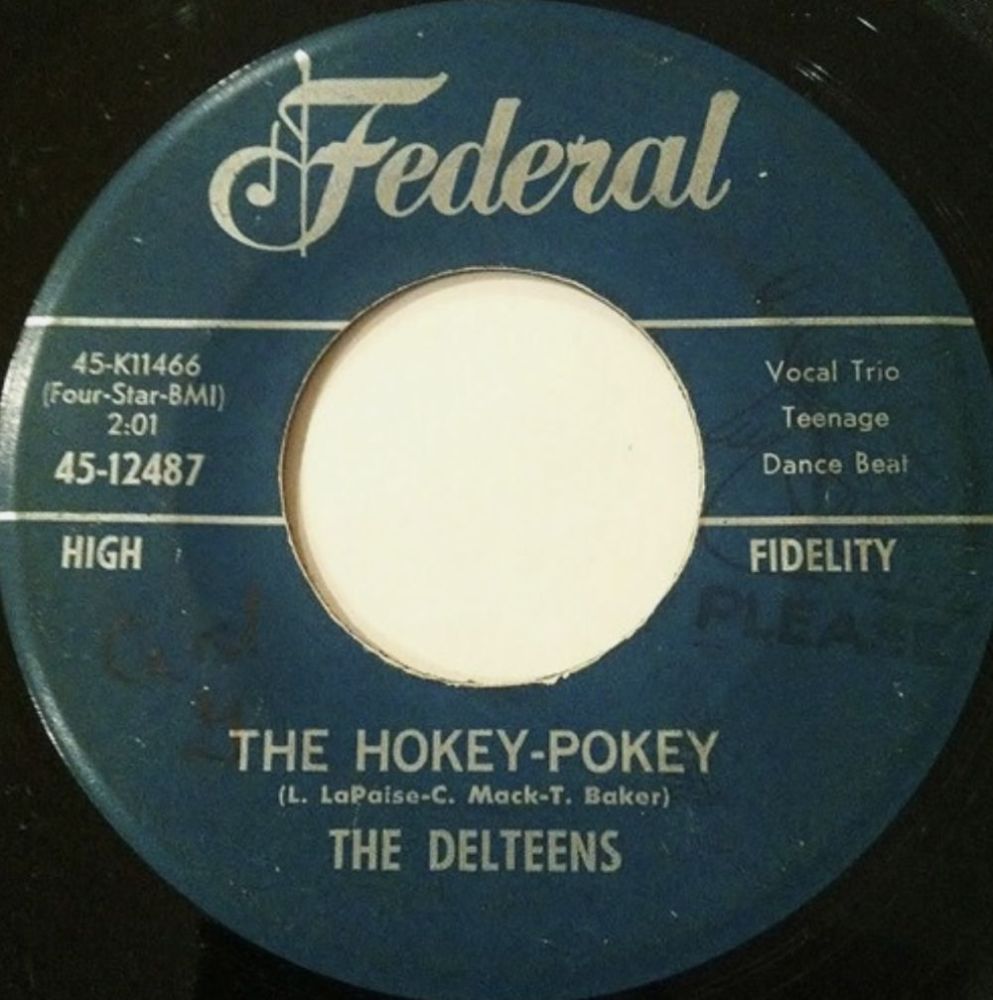 Federal
45-K11466
(Four-Star-BMI)
2:01
45-12487
Vocal Trio
Teenage
Dance Beat
HIGH
FIDELITY
PLEASE
THE HOKEY-POKEY
(L. LaPaise-C. Mack-T. Baker)
THE DELTEENS